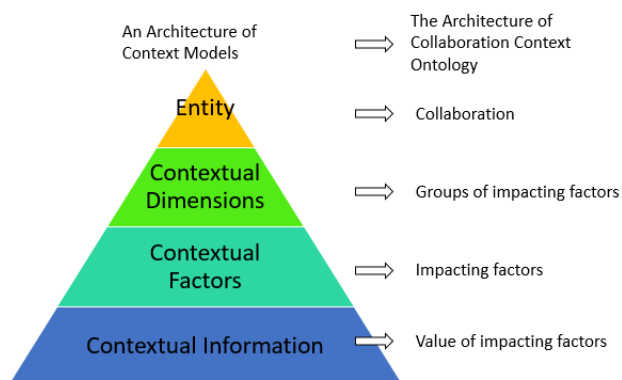 An Architecture of
Context Models
The Architecture of
Collaboration Context
Ontology
Entity
Collaboration
Contextual
Dimensions
Groups of impacting factors
Contextual
Factors
Impacting factors
Contextual Information
Value of impacting factors